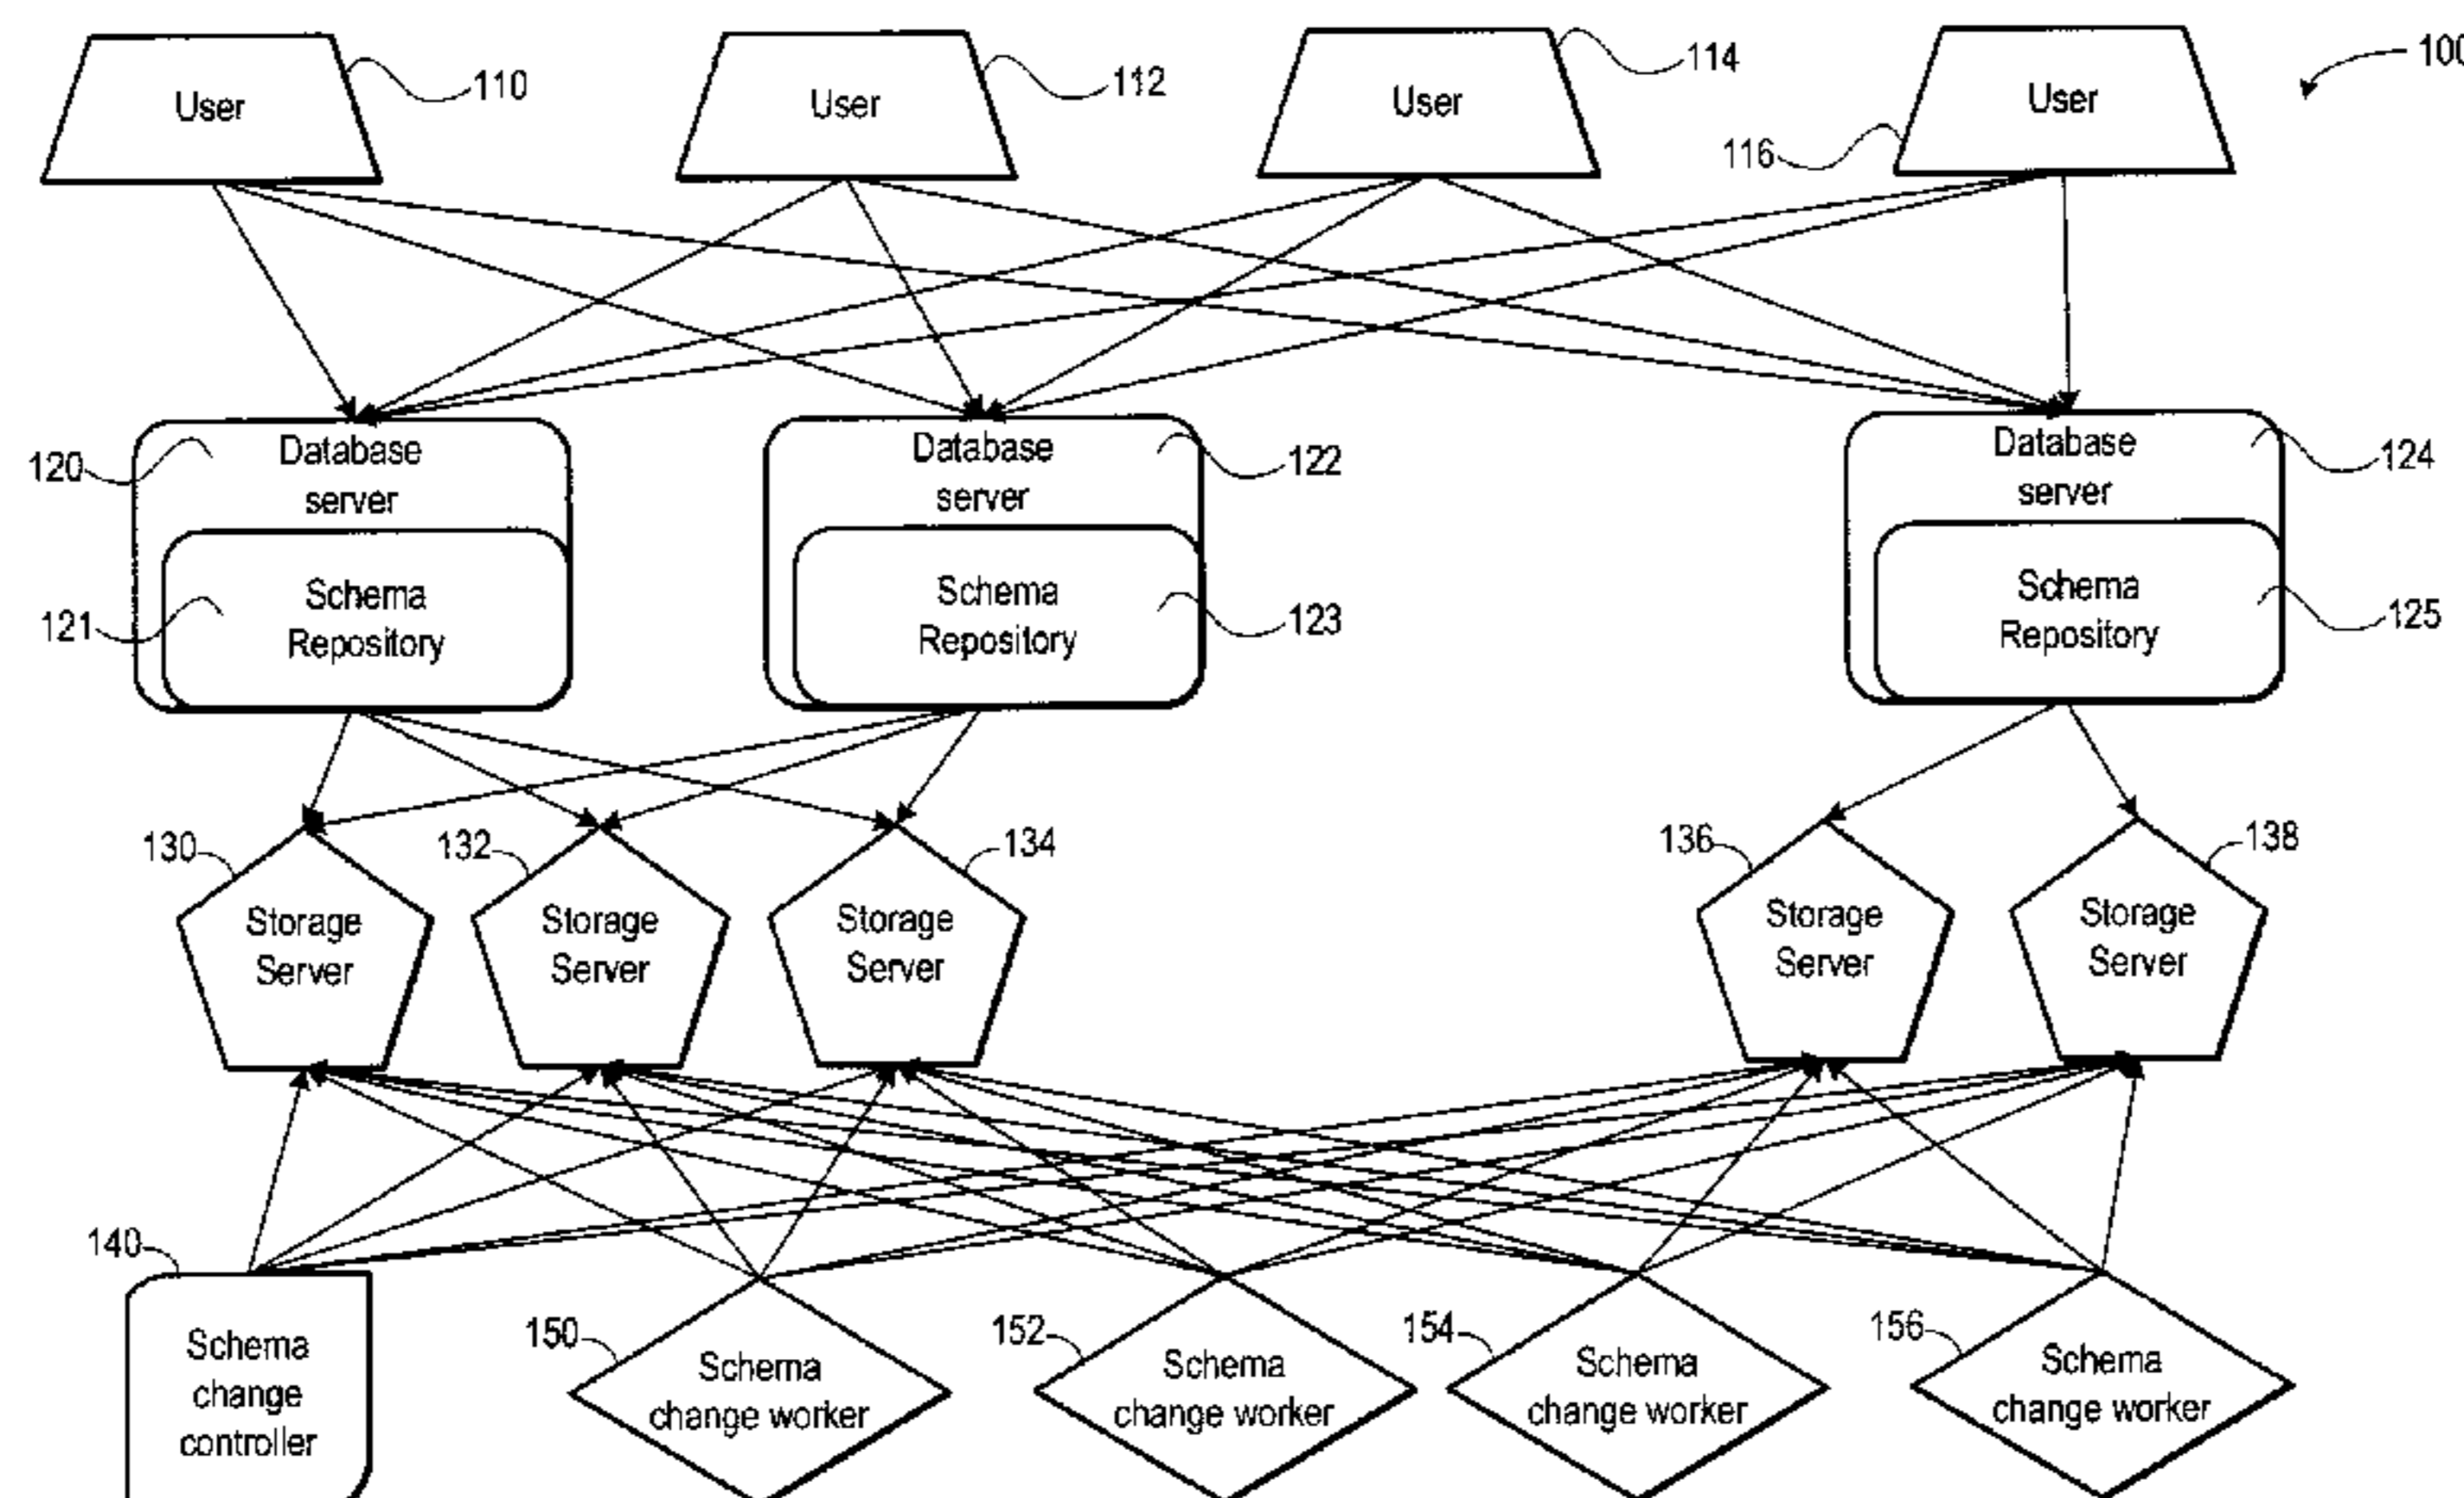 User
110
User
112
User
114
User
116
100
Database
server
120
Schema
Repository
121
Database
server
122
Schema
Repository
123
Database
server
124
Schema
Repository
125
130
Storage
Server
132
Storage
Server
134
Storage
Server
136
Storage
Server
138
Storage
Server
140
Schema
change
controller
150
Schema
change worker
152
Schema
change worker
154
Schema
change worker
156
Schema
change worker